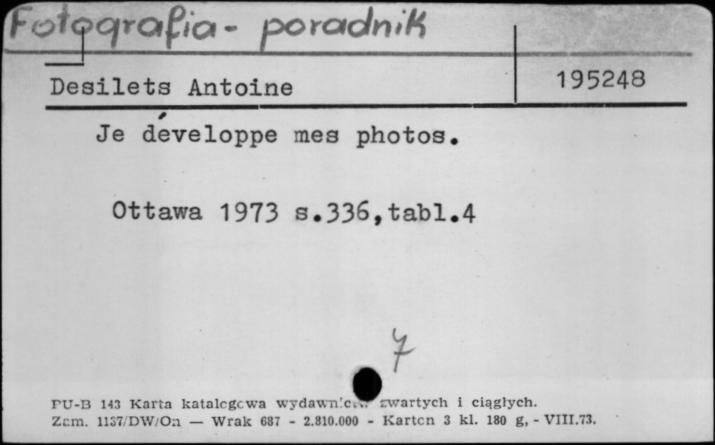 Fotografia - poradnik
Desilets Antoine 195248
Je développe mes photos.
Ottawa 1973 s.336,tabl.4
7
PU-B 143 Karta katalogowa wydawnictw zwartych i ciągłych.
Zam. 1137/DW/On — Wrak 687 - 2.810.000 - Karton 3 kl. 180 g, - VIII.73.